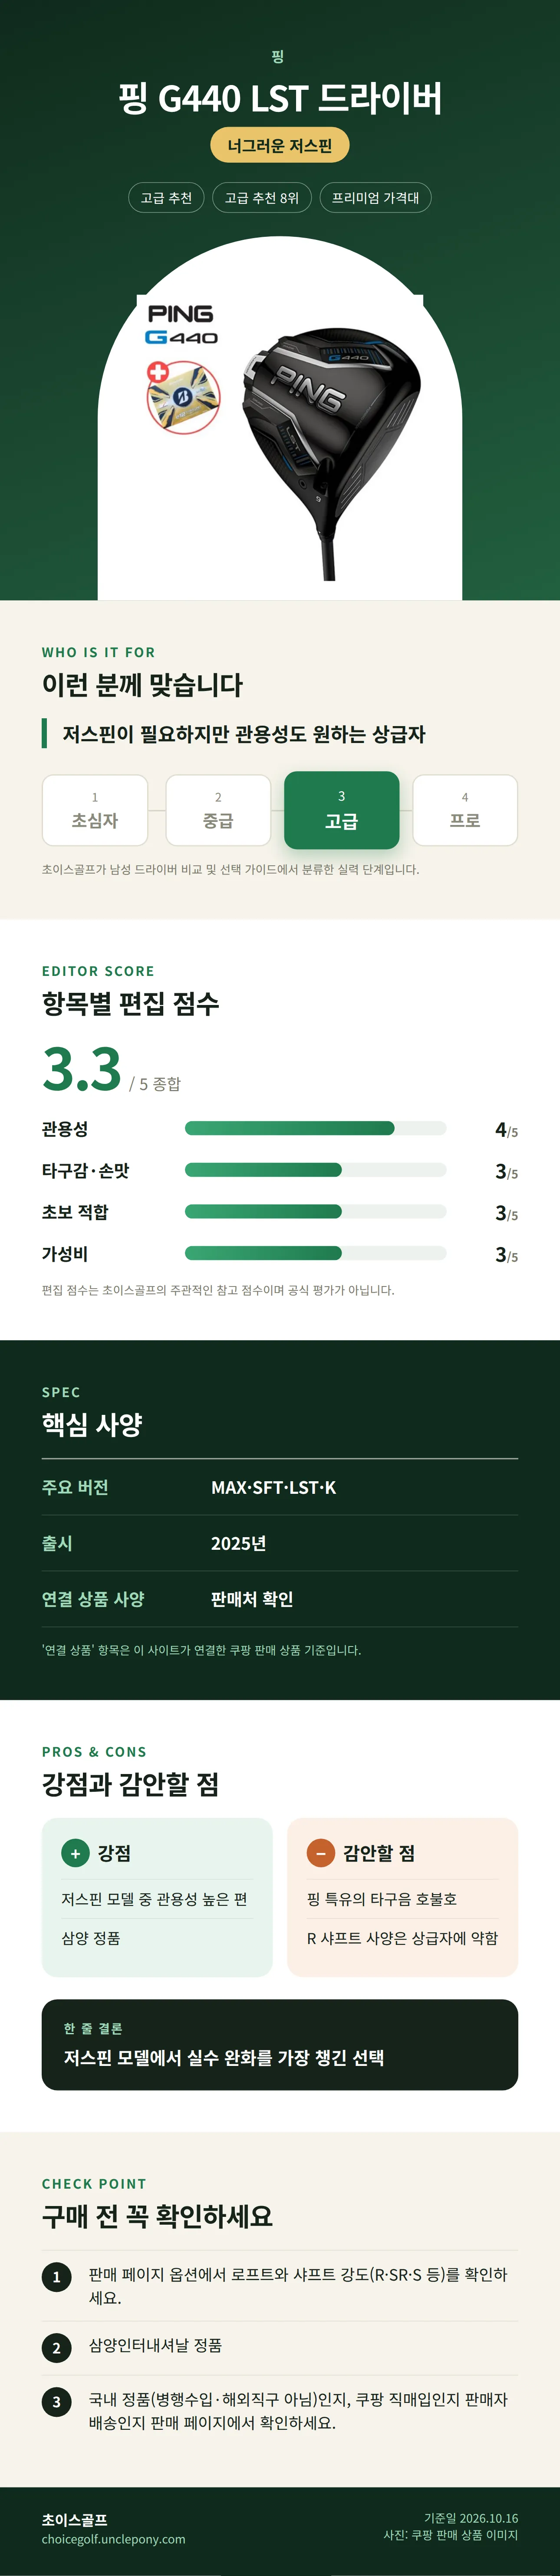 핑
핑 G440 LST 드라이버
너그러운 저스핀
고급 추천
고급 추천 8위
프리미엄 가격대
PING
G440
B
G440
PING
LST
9
WHO IS IT FOR
이런 분께 맞습니다
저스핀이 필요하지만 관용성도 원하는 상급자
1
초심자
2
중급
3
고급
4
프로
초이스골프가 남성 드라이버 비교 및 선택 가이드에서 분류한 실력 단계입니다.
EDITOR SCORE
항목별 편집 점수
3.3 / 5 종합
관용성 4/5
타구감·손맛 3/5
초보 적합 3/5
가성비 3/5
편집 점수는 초이스골프의 주관적인 참고 점수이며 공식 평가가 아닙니다.
SPEC
핵심 사양
주요 버전 MAX·SFT·LST·K
출시 2025년
연결 상품 사양 판매처 확인
'연결 상품' 항목은 이 사이트가 연결한 쿠팡 판매 상품 기준입니다.
PROS & CONS
강점과 감안할 점
+ 강점
저스핀 모델 중 관용성 높은 편
삼양 정품
− 감안할 점
핑 특유의 타구음 호불호
R 샤프트 사양은 상급자에 약함
한 줄 결론
저스핀 모델에서 실수 완화를 가장 챙긴 선택
CHECK POINT
구매 전 꼭 확인하세요
1 판매 페이지 옵션에서 로프트와 샤프트 강도(R·SR·S 등)를 확인하
세요.
2 삼양인터내셔날 정품
3 국내 정품(병행수입·해외직구 아님)인지, 쿠팡 직매입인지 판매자
배송인지 판매 페이지에서 확인하세요.
초이스골프
choicegolf.unclepony.com
기준일 2026.10.16
사진: 쿠팡 판매 상품 이미지